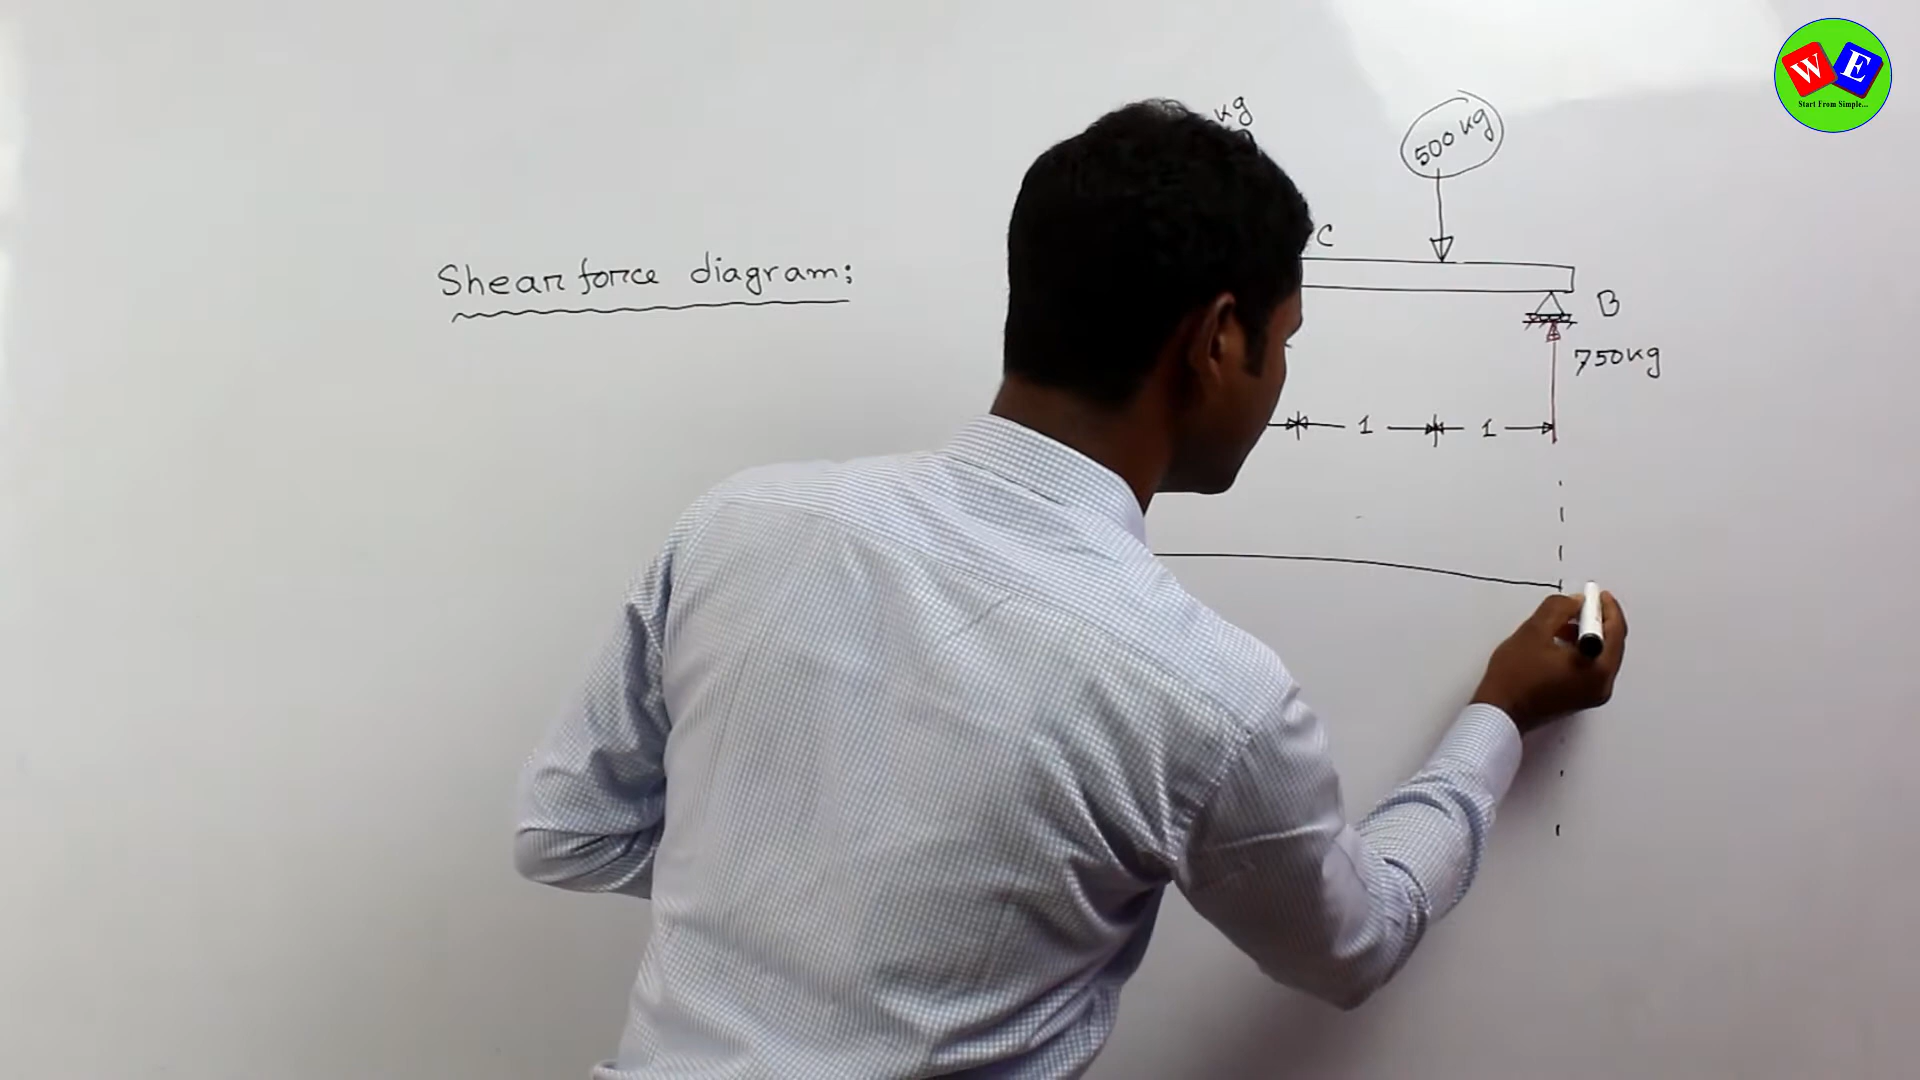 W E
Start From Simple...
kg
500 kg
C
Shear force diagram:
B
750kg
1 1